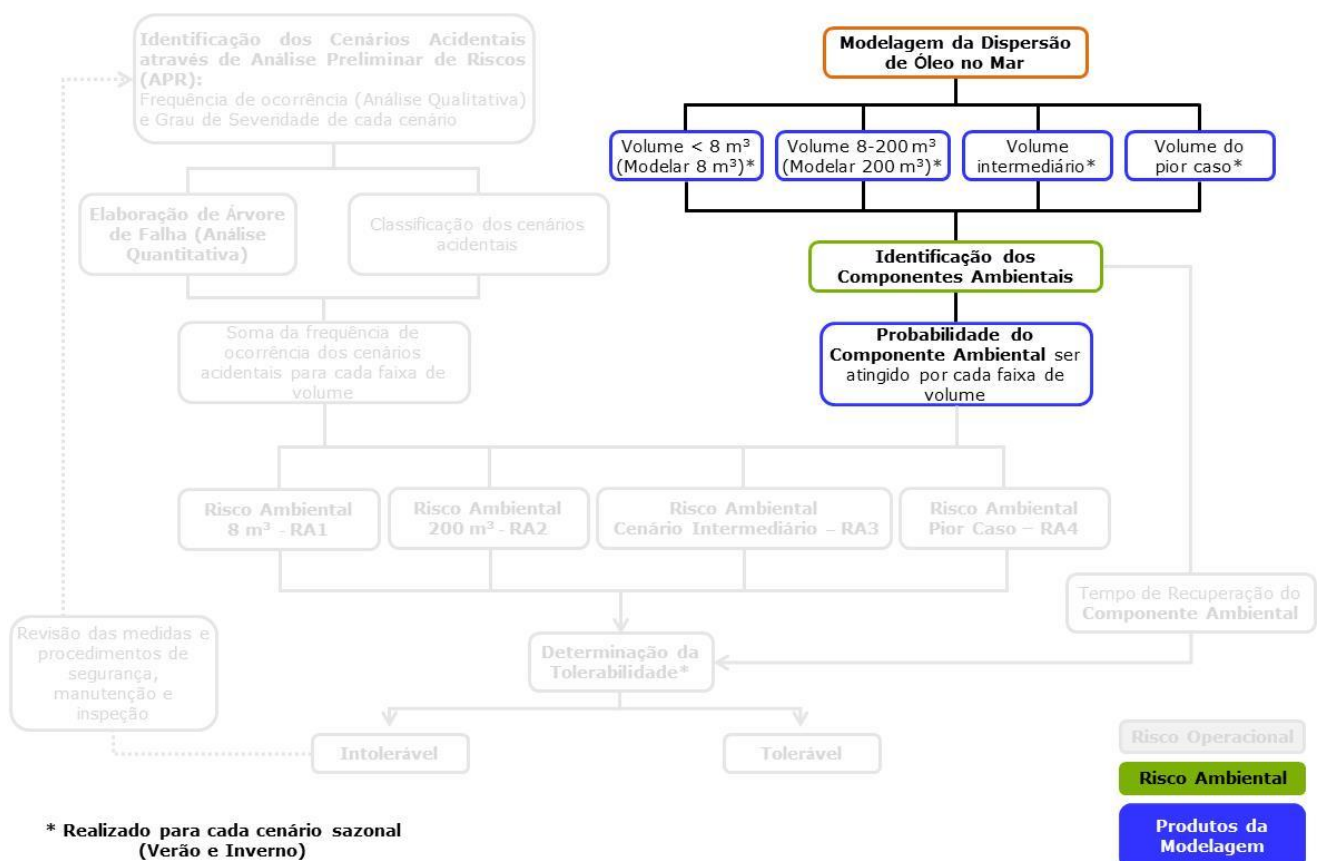 Identificação dos Cenários Acidentais
através de Análise Preliminar de Riscos
(APR):
Frequência de ocorrência (Análise Qualitativa)
e Grau de Severidade de cada cenário
Modelagem da Dispersão
de Óleo no Mar
Volume < 8 m³
(Modelar 8 m³)*
Volume 8-200 m³
(Modelar 200 m³)*
Volume
intermediário*
Volume do
pior caso*
Elaboração de Árvore
de Falha (Análise
Quantitativa)
Classificação dos cenários
acidentais
Identificação dos
Componentes Ambientais
Soma da frequência de
ocorrência dos cenários
acidentais para cada faixa de
volume
Probabilidade do
Componente Ambiental ser
atingido por cada faixa de
volume
Risco Ambiental
8 m³ - RA1
Risco Ambiental
200 m³ - RA2
Risco Ambiental
Cenário Intermediário – RA3
Risco Ambiental
Pior Caso – RA4
Tempo de Recuperação do
Componente Ambiental
Revisão das medidas e
procedimentos de
segurança,
manutenção e
inspeção
Determinação da
Tolerabilidade*
Intolerável
Tolerável
Risco Operacional
Risco Ambiental
Produtos da
Modelagem
* Realizado para cada cenário sazonal
(Verão e Inverno)